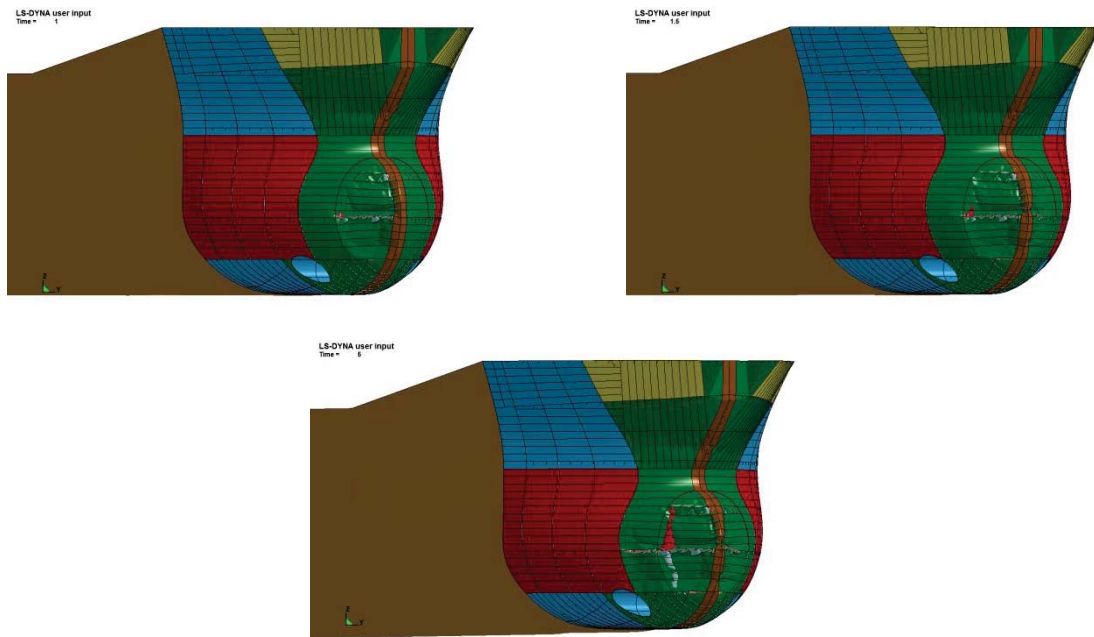 LS-DYNA user input
Time = 1
Z
Y
LS-DYNA user input
Time = 1.5
Z
Y
LS-DYNA user input
Time = 5
Z
Y